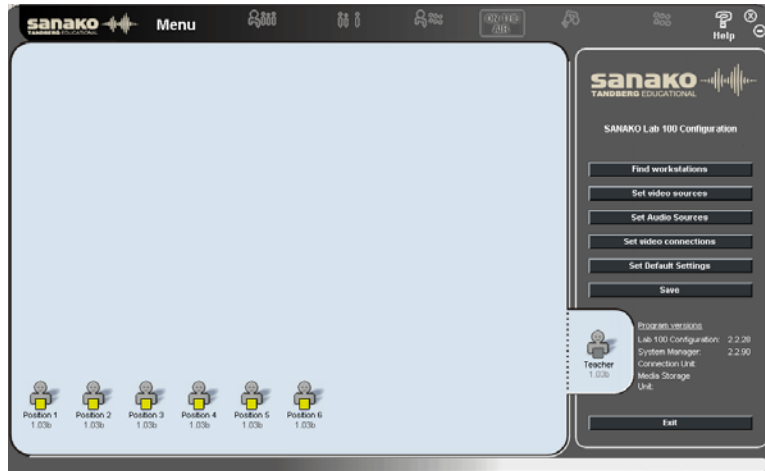 sanako
TANDBERG EDUCATIONAL
Menu
ON THE
AIR
Help
sanako
TANDBERG EDUCATIONAL
SANAKO Lab 100 Configuration
Find workstations
Set video sources
Set Audio Sources
Set video connections
Set Default Settings
Save
Teacher
1.03b
Program versions
Lab 100 Configuration: 2.2.28
System Manager: 2.2.90
Connection Unit
Media Storage
Unit:
Position 1 Position 2 Position 3 Position 4 Position 5 Position 6
1.03b 1.03b 1.03b 1.03b 1.03b 1.03b
Exit